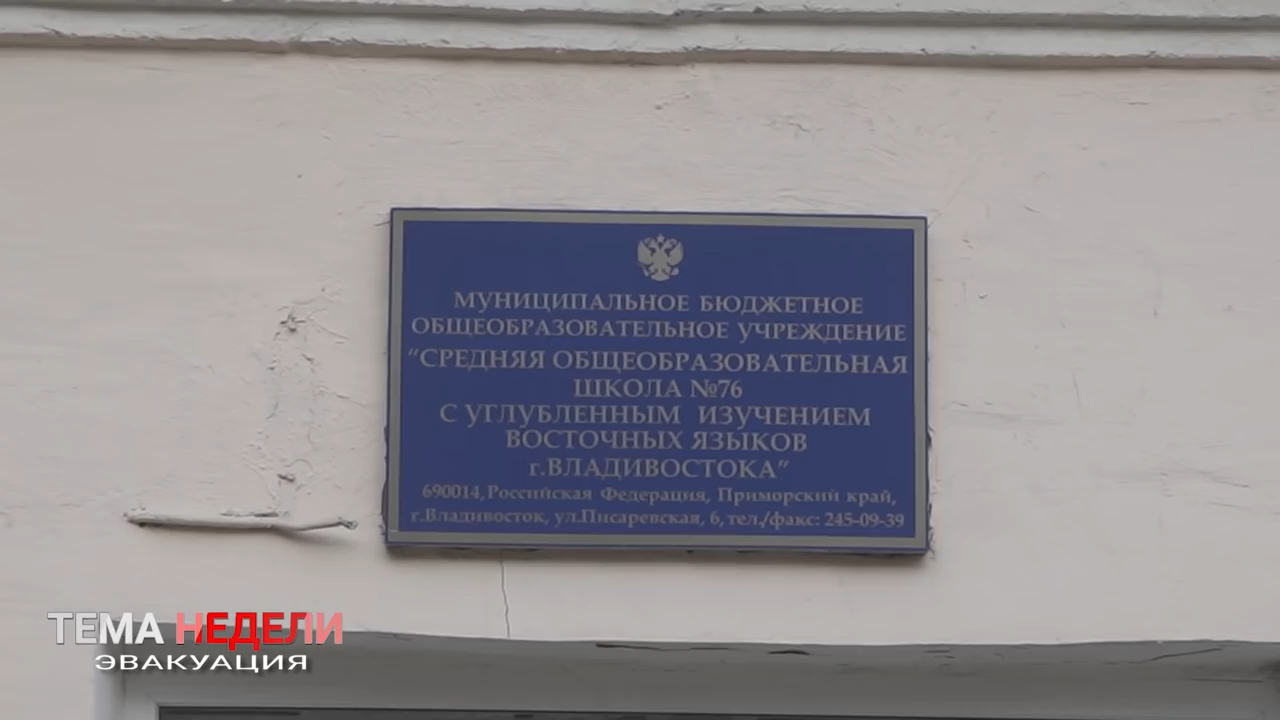 МУНИЦИПАЛЬНОЕ БЮДЖЕТНОЕ
ОБЩЕОБРАЗОВАТЕЛЬНОЕ УЧРЕЖДЕНИЕ
“СРЕДНЯЯ ОБЩЕОБРАЗОВАТЕЛЬНАЯ
ШКОЛА №76
С УГЛУБЛЕННЫМ ИЗУЧЕНИЕМ
ВОСТОЧНЫХ ЯЗЫКОВ
г.ВЛАДИВОСТОКА”
690014, Российская Федерация, Приморский край,
г.Владивосток, ул.Писаревская, 6, тел./факс: 245-09-39
ТЕМА НЕДЕЛИ
ЭВАКУАЦИЯ